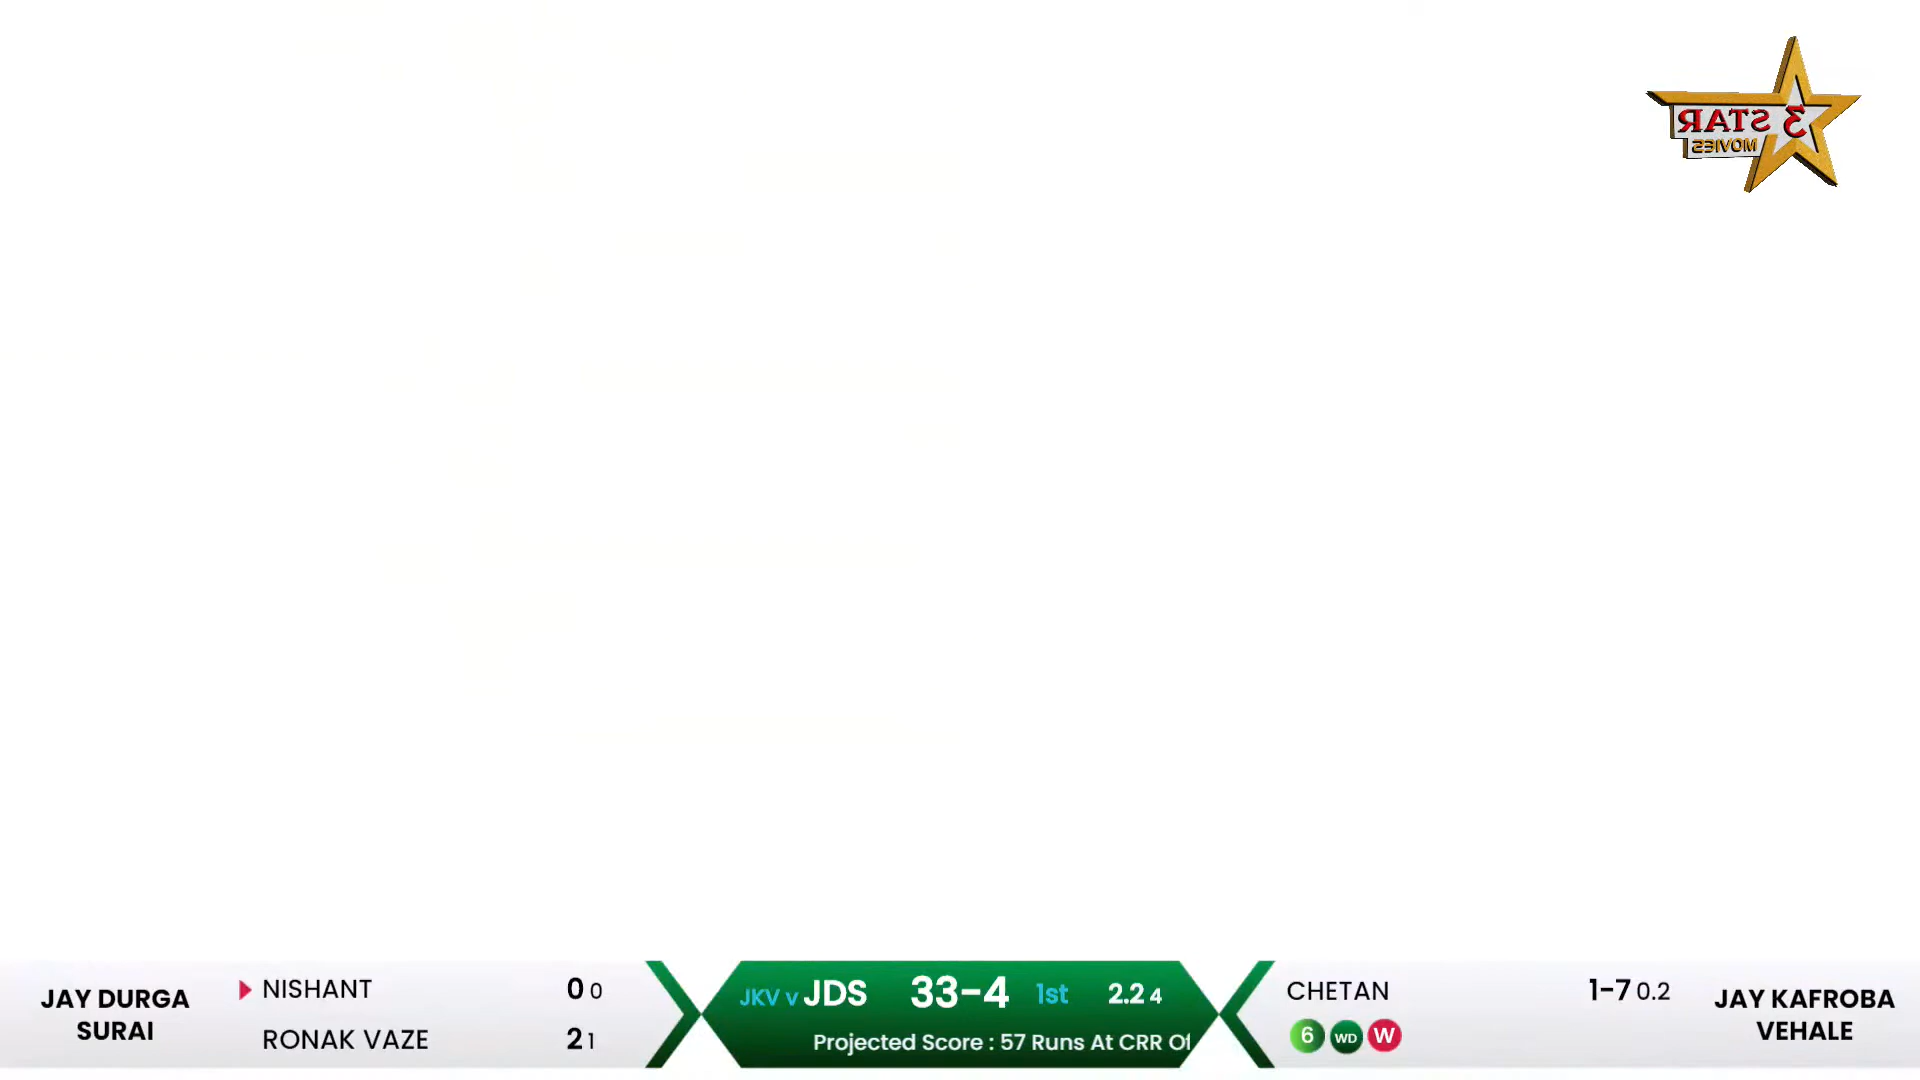 3 STAR
MOVIES
JAY DURGA
SURAI
NISHANT 0 0
RONAK VAZE 2 1
JKV v JDS 33-4 1st 2.2 4
Projected Score : 57 Runs At CRR Of
CHETAN 1-7 0.2
6 WD W
JAY KAFROBA
VEHALE